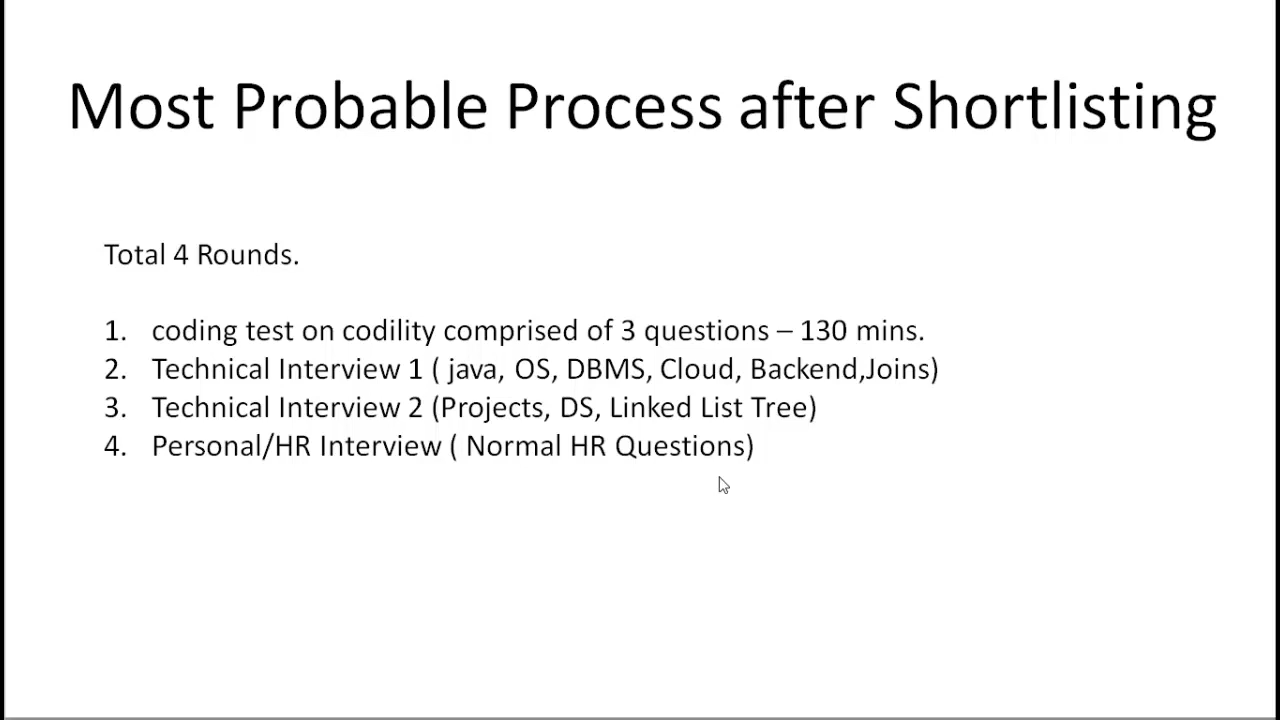 Most Probable Process after Shortlisting
Total 4 Rounds.
1. coding test on codility comprised of 3 questions – 130 mins.
2. Technical Interview 1 ( java, OS, DBMS, Cloud, Backend,Joins)
3. Technical Interview 2 (Projects, DS, Linked List Tree)
4. Personal/HR Interview ( Normal HR Questions)